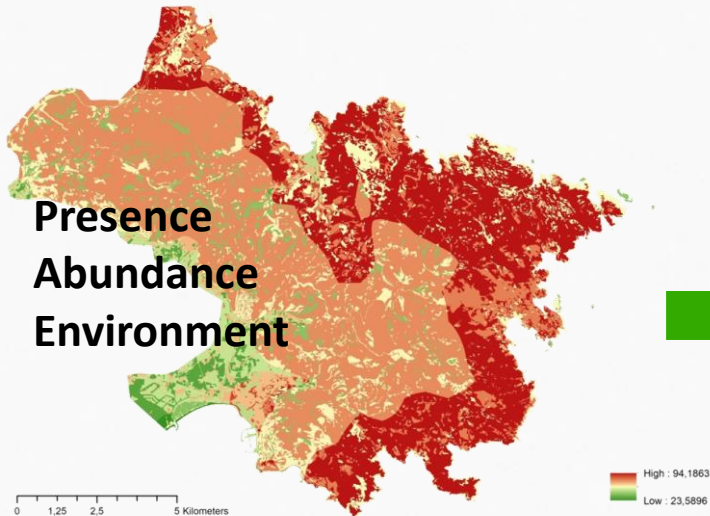 Presence
Abundance
Environment
High : 94,1863
Low : 23,5896
0 1,25 2,5 5 Kilometers